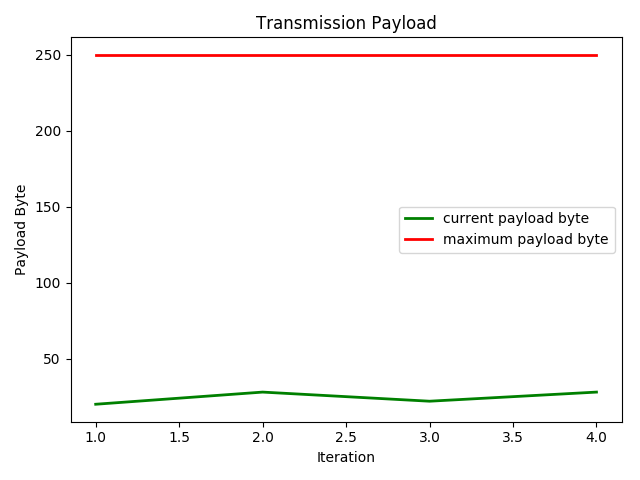 Transmission Payload
250
200
150
100
50
Payload Byte
current payload byte
maximum payload byte
1.0 1.5 2.0 2.5 3.0 3.5 4.0
Iteration